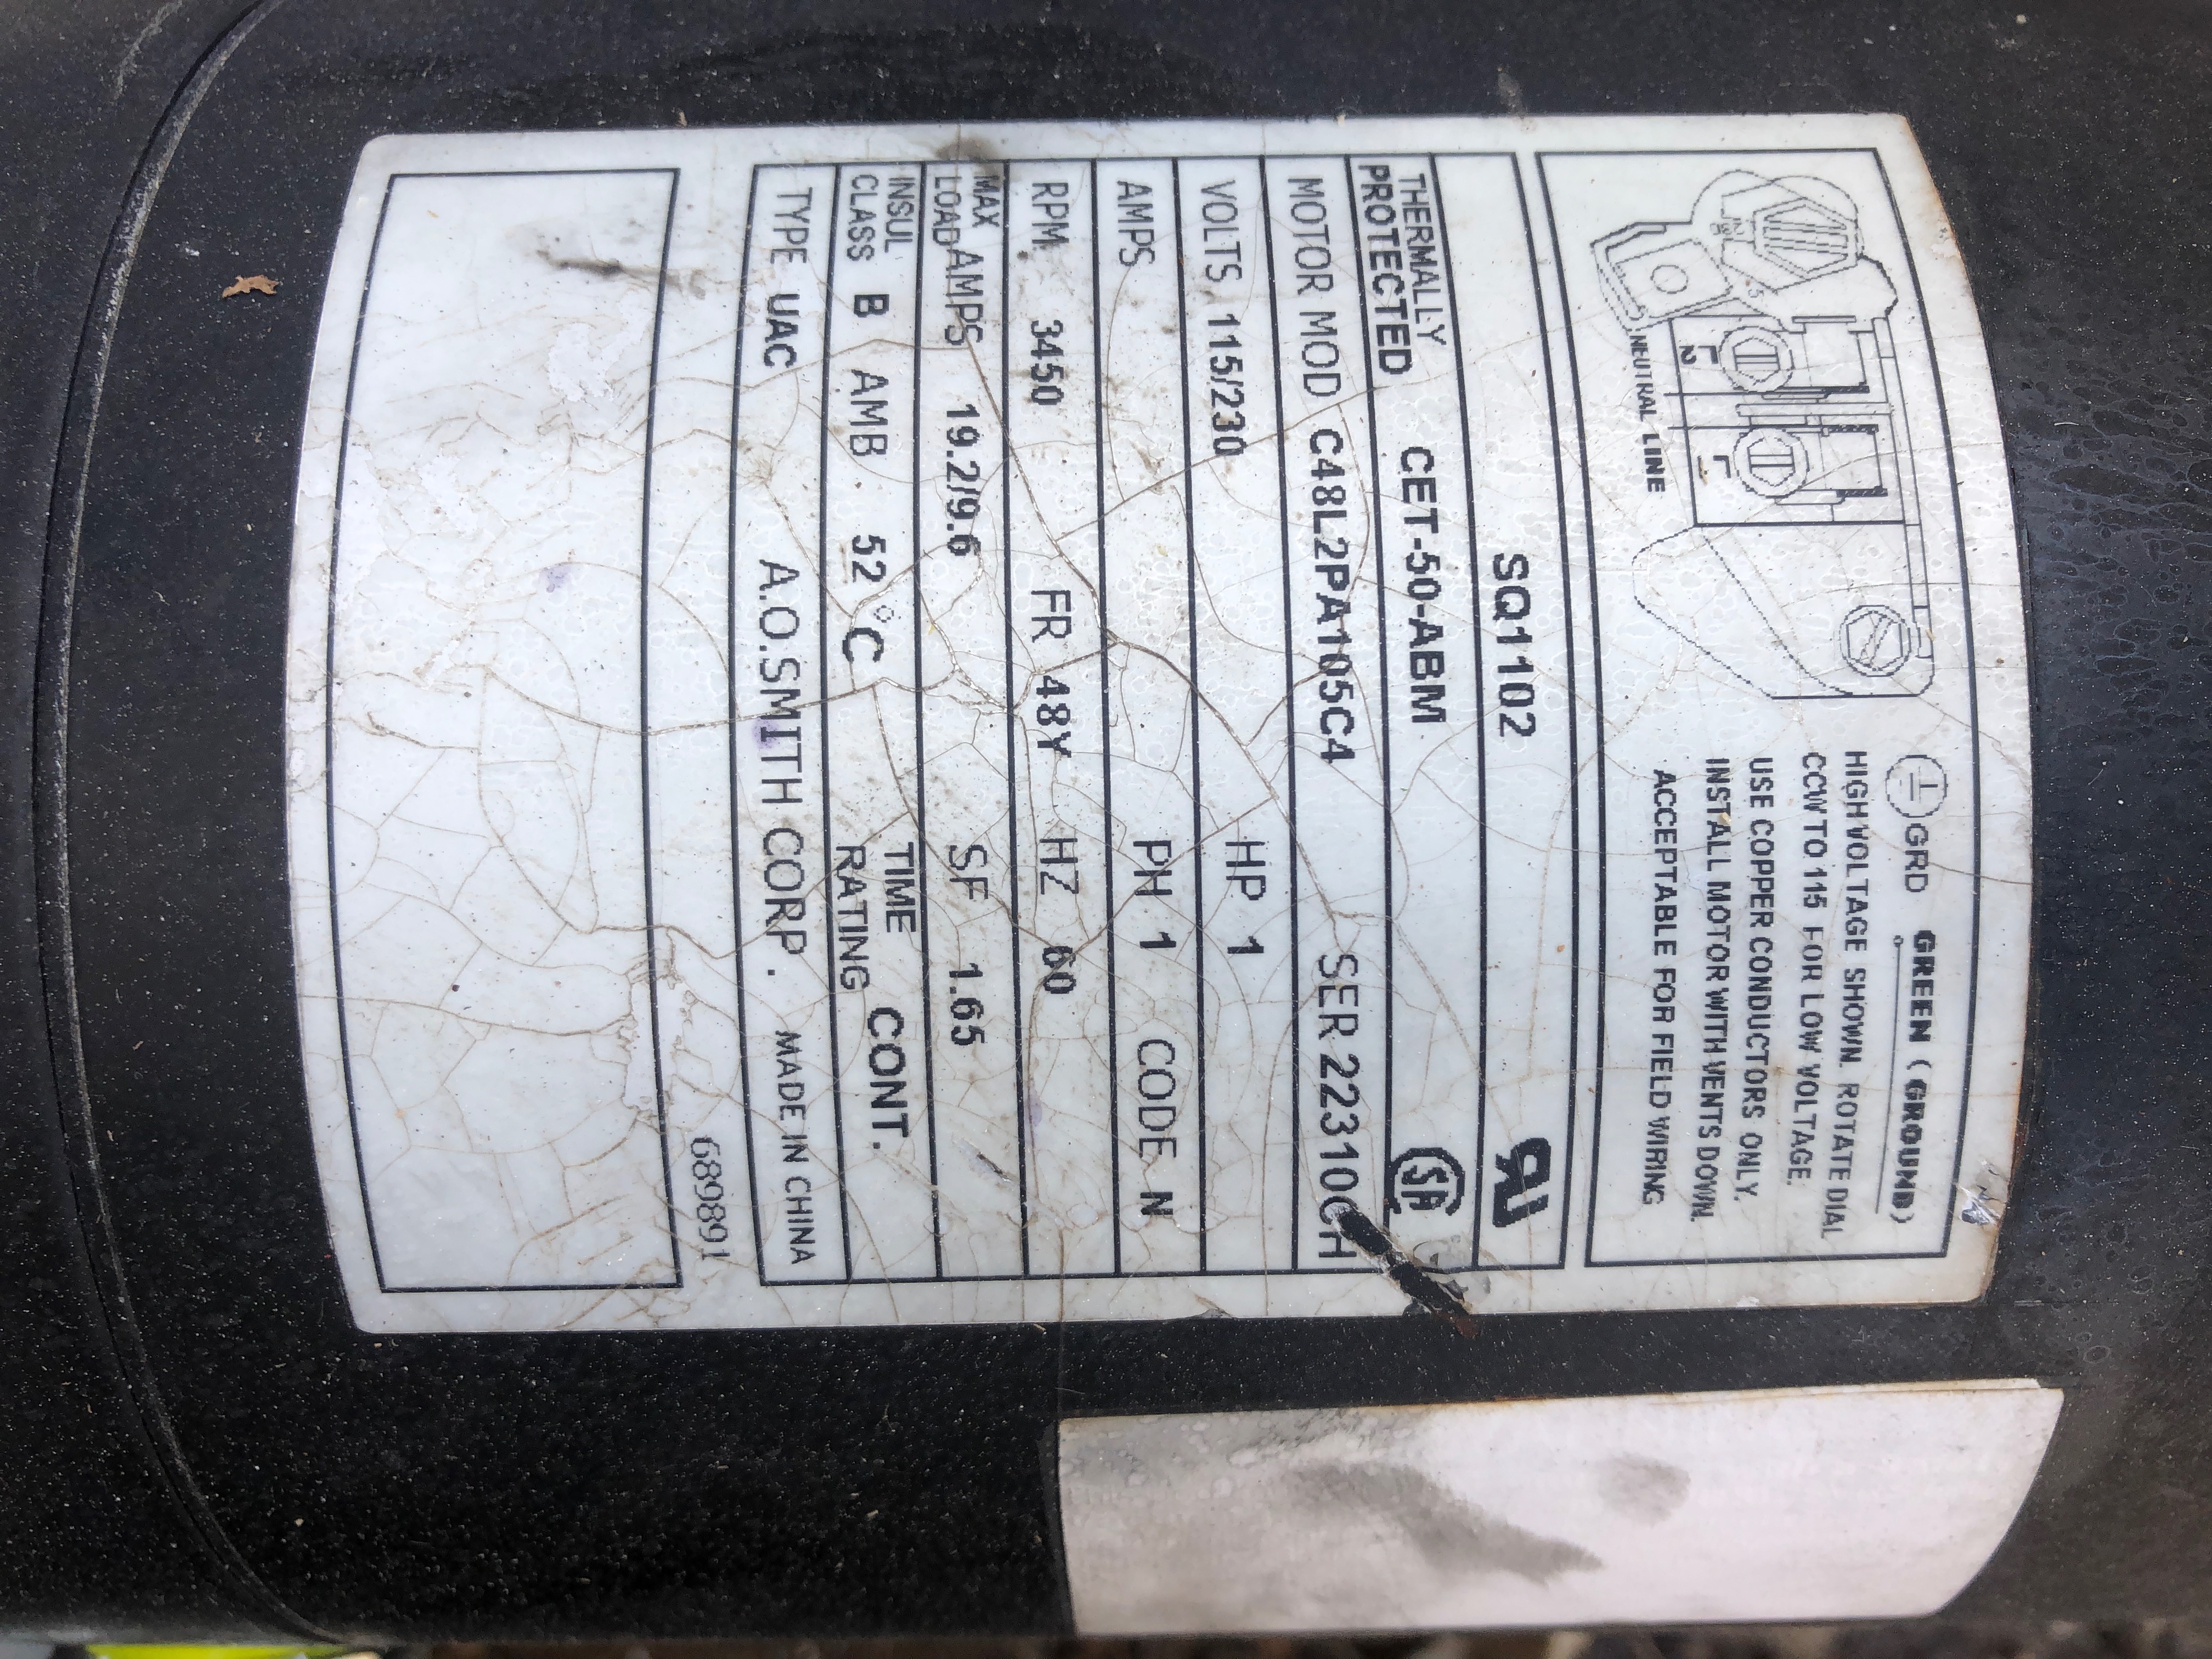 GRD GREEN (GROUND)
HIGH VOLTAGE SHOWN. ROTATE DIAL
CCW TO 115 FOR LOW VOLTAGE.
USE COPPER CONDUCTORS ONLY.
INSTALL MOTOR WITH VENTS DOWN.
ACCEPTABLE FOR FIELD WIRING
L2 L1
NEUTRAL LINE
SQ1102
THERMALLY
PROTECTED CET-50-ABM
MOTOR MOD C48L2PA105C4 SER 22310CH
VOLTS 115/230 HP 1
AMPS PH 1 CODE N
RPM 3450 FR 48Y HZ 60
MAX
LOAD AMPS 19.2/9.6 SF 1.65
INSUL
CLASS B AMB 52°C TIME
RATING CONT.
TYPE UAC A.O.SMITH CORP. MADE IN CHINA
689891